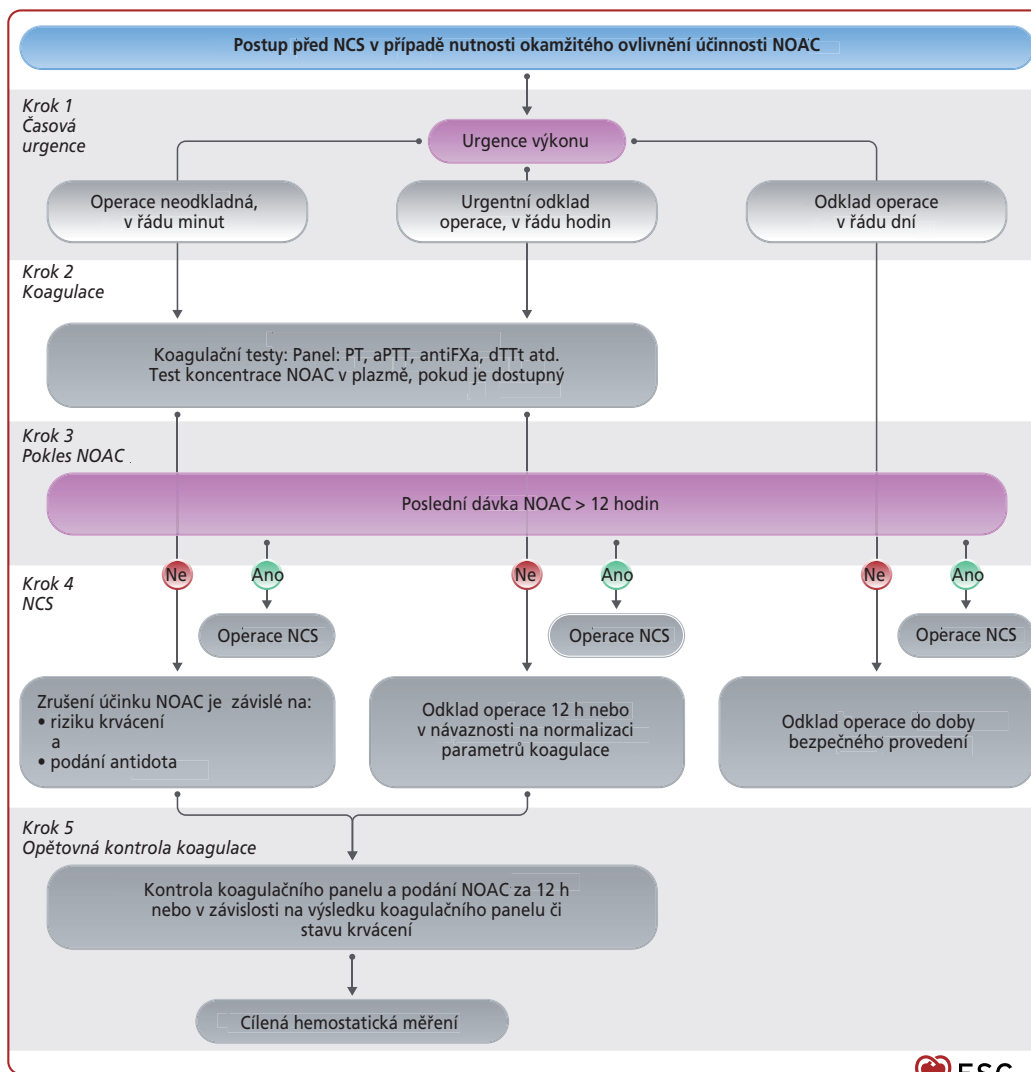 Postup před NCS v případě nutnosti okamžitého ovlivnění účinnosti NOAC
Krok 1
Časová
urgence
Urgence výkonu
Operace neodkladná,
v řádu minut
Urgentní odklad
operace, v řádu hodin
Odklad operace
v řádu dní
Krok 2
Koagulace
Koagulační testy: Panel: PT, aPTT, antiFXa, dTTt atd.
Test koncentrace NOAC v plazmě, pokud je dostupný
Krok 3
Pokles NOAC
Poslední dávka NOAC > 12 hodin
Ne
Ano
Ne
Ano
Ne
Ano
Krok 4
NCS
Operace NCS
Operace NCS
Operace NCS
Zrušení účinku NOAC je závislé na:
• riziku krvácení
a
• podání antidota
Odklad operace 12 h nebo
v návaznosti na normalizaci
parametrů koagulace
Odklad operace do doby
bezpečného provedení
Krok 5
Opětovná kontrola koagulace
Kontrola koagulačního panelu a podání NOAC za 12 h
nebo v závislosti na výsledku koagulačního panelu či
stavu krvácení
Cílená hemostatická měření
ESC